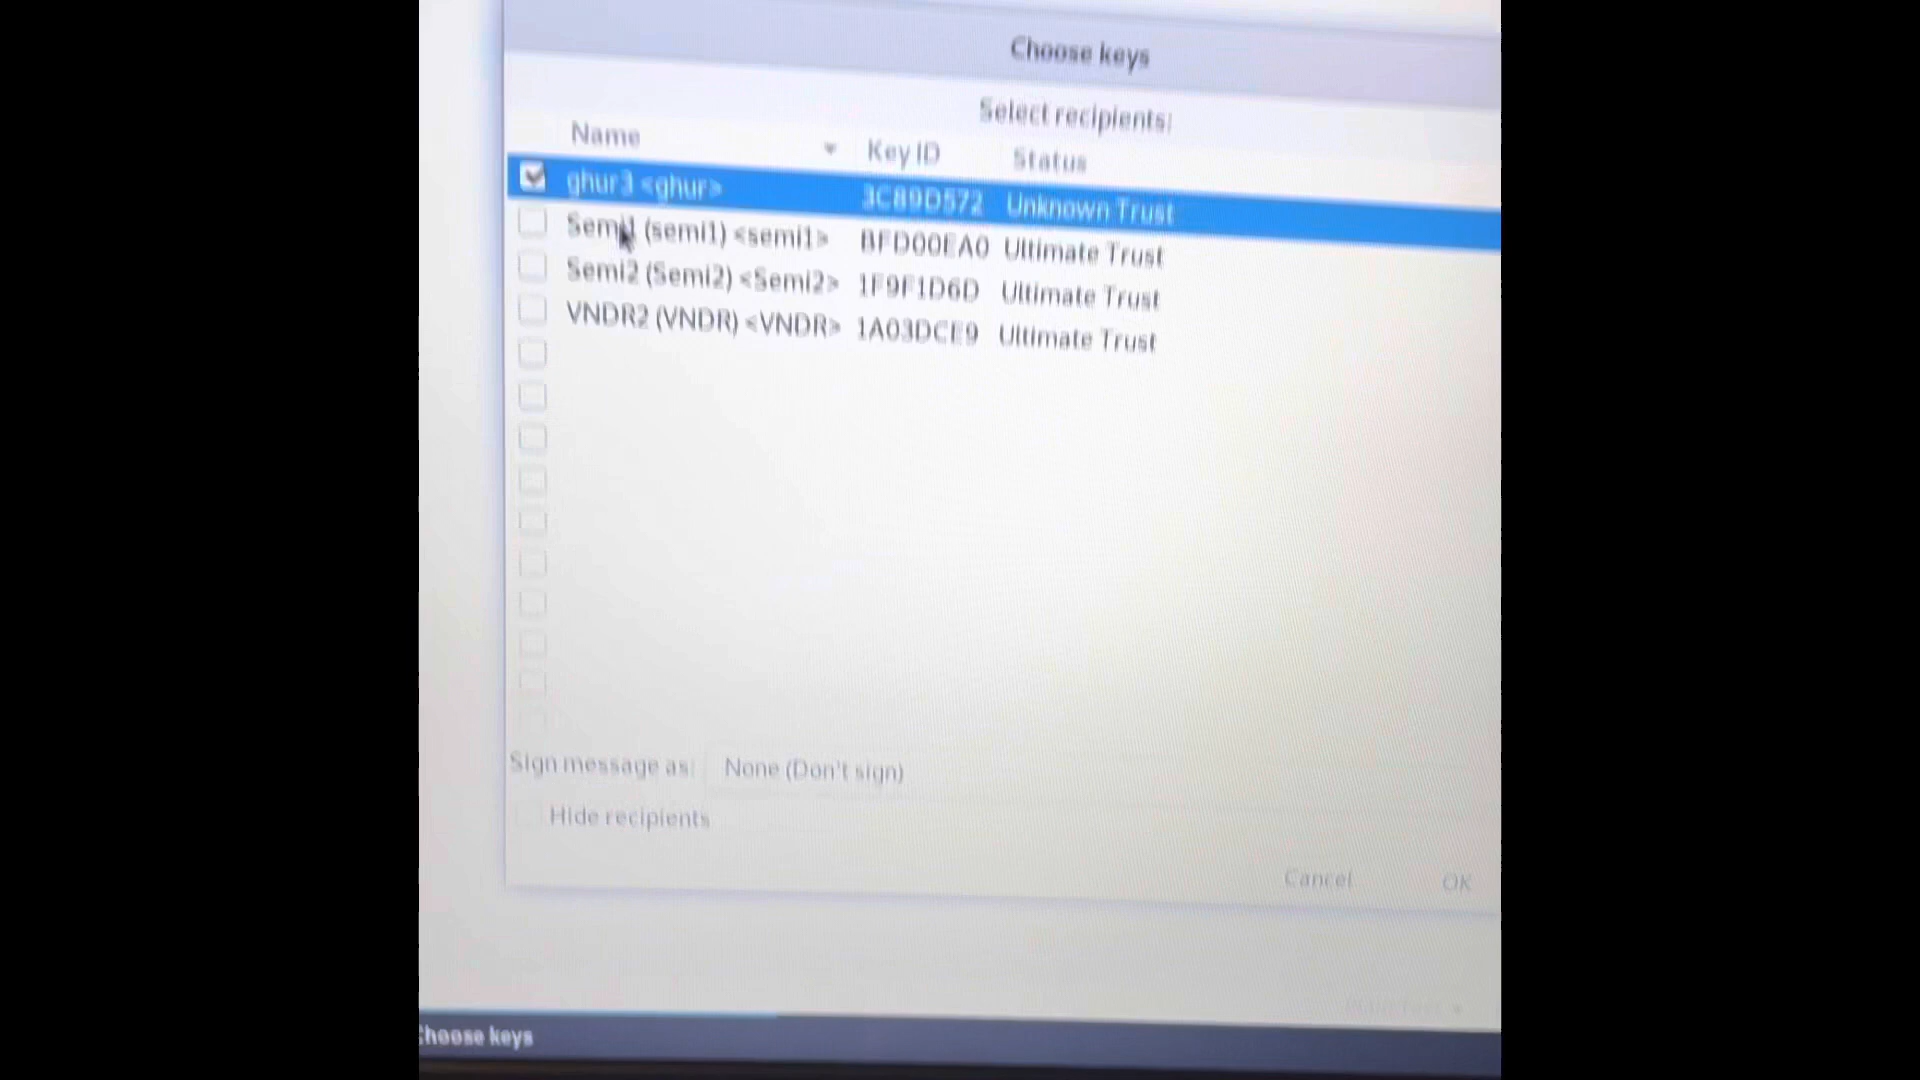 Choose keys
Select recipients:
Name Key ID Status
ghur3 <ghur> 3C89D572 Unknown Trust
Semi1 (semi1) <semi1> BFD00EA0 Ultimate Trust
Semi2 (Semi2) <Semi2> 1F9F1D6D Ultimate Trust
VNDR2 (VNDR) <VNDR> 1A03DCE9 Ultimate Trust
Sign message as: None (Don't sign)
Hide recipients
Cancel OK
Choose keys